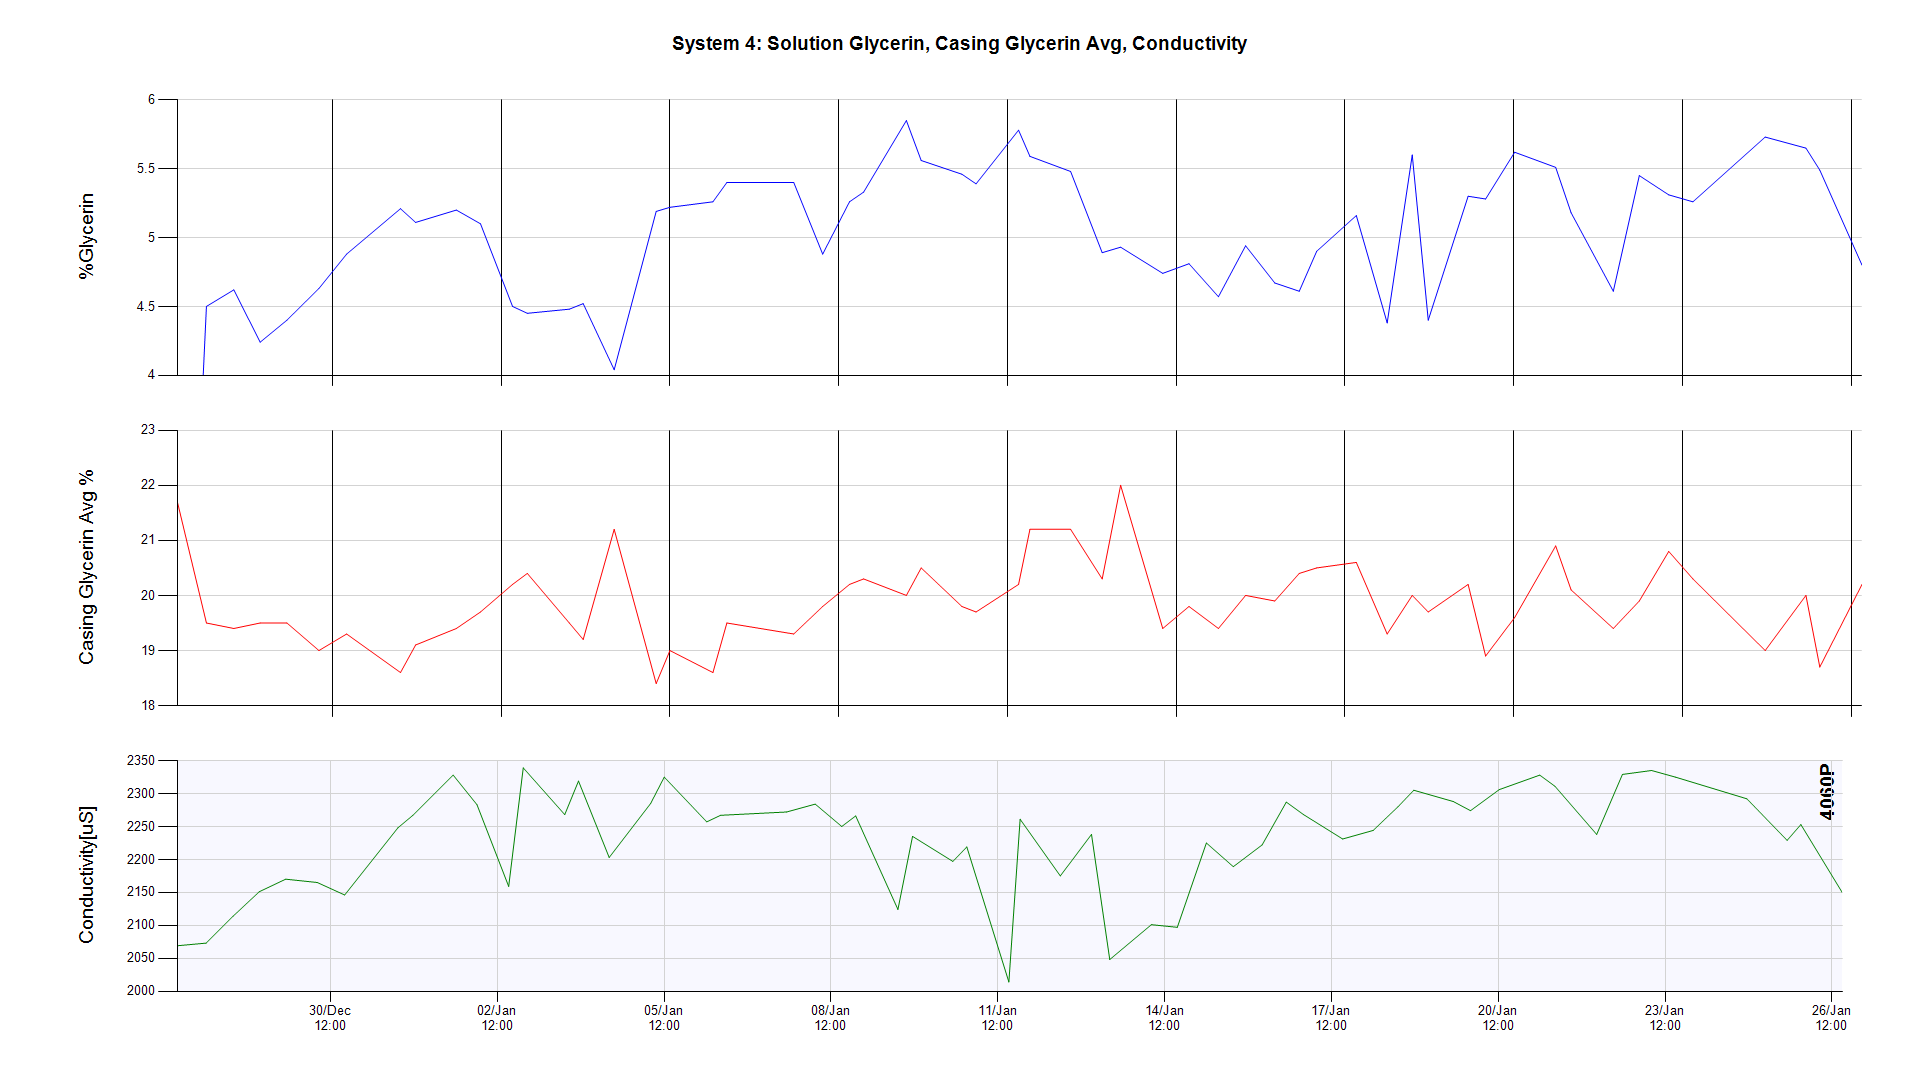 System 4: Solution Glycerin, Casing Glycerin Avg, Conductivity
%Glycerin
6
5.5
5
4.5
4
Casing Glycerin Avg %
23
22
21
20
19
18
Conductivity[uS]
2350
2300
2250
2200
2150
2100
2050
2000
4060P
30/Dec 02/Jan 05/Jan 08/Jan 11/Jan 14/Jan 17/Jan 20/Jan 23/Jan 26/Jan
12:00 12:00 12:00 12:00 12:00 12:00 12:00 12:00 12:00 12:00